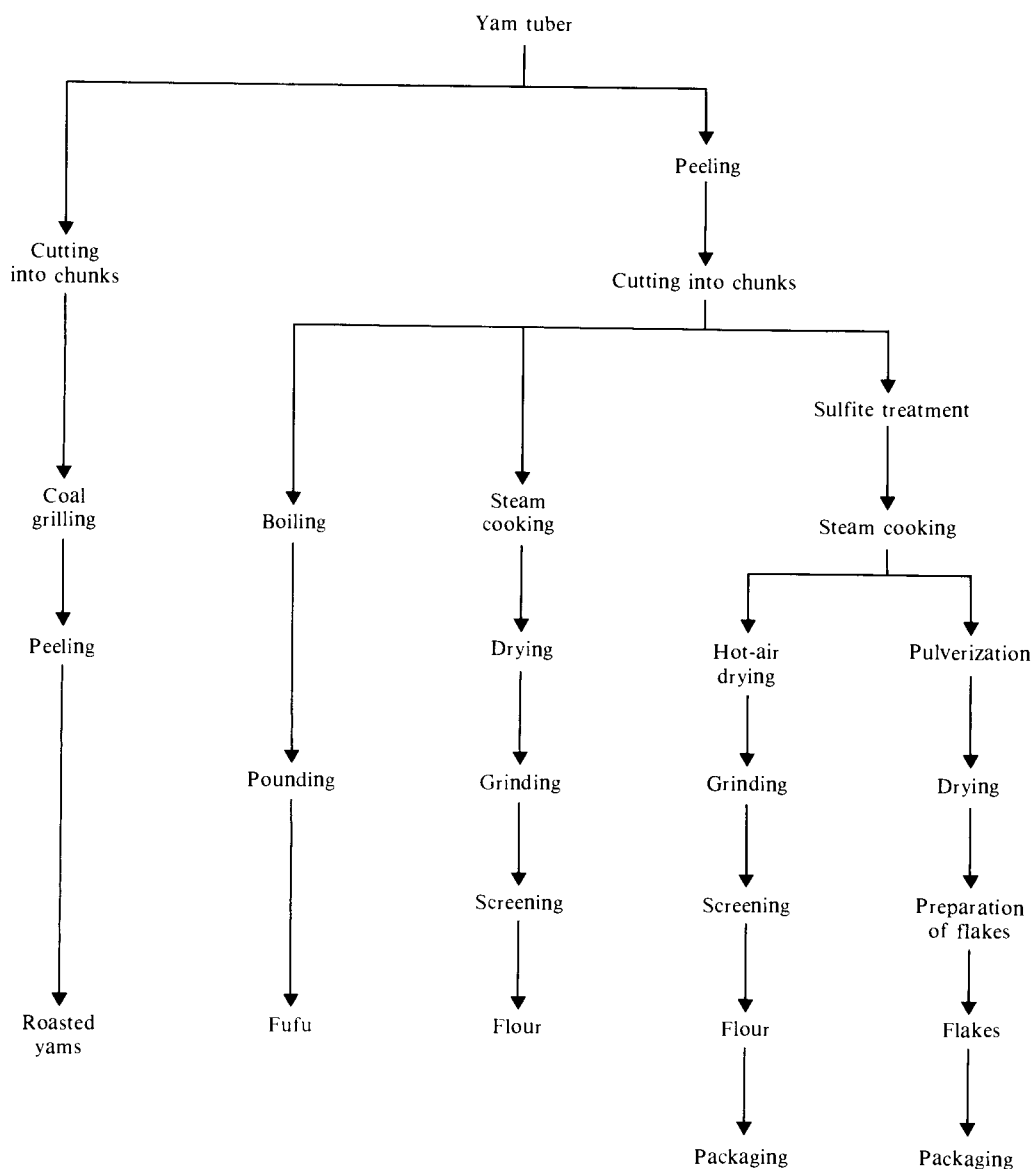 Yam tuber
Peeling
Cutting
into chunks
Cutting into chunks
Sulfite treatment
Coal
grilling
Boiling
Steam
cooking
Steam cooking
Peeling
Drying
Hot-air
drying
Pulverization
Pounding
Grinding
Grinding
Drying
Screening
Screening
Preparation
of flakes
Roasted
yams
Fufu
Flour
Flour
Flakes
Packaging
Packaging